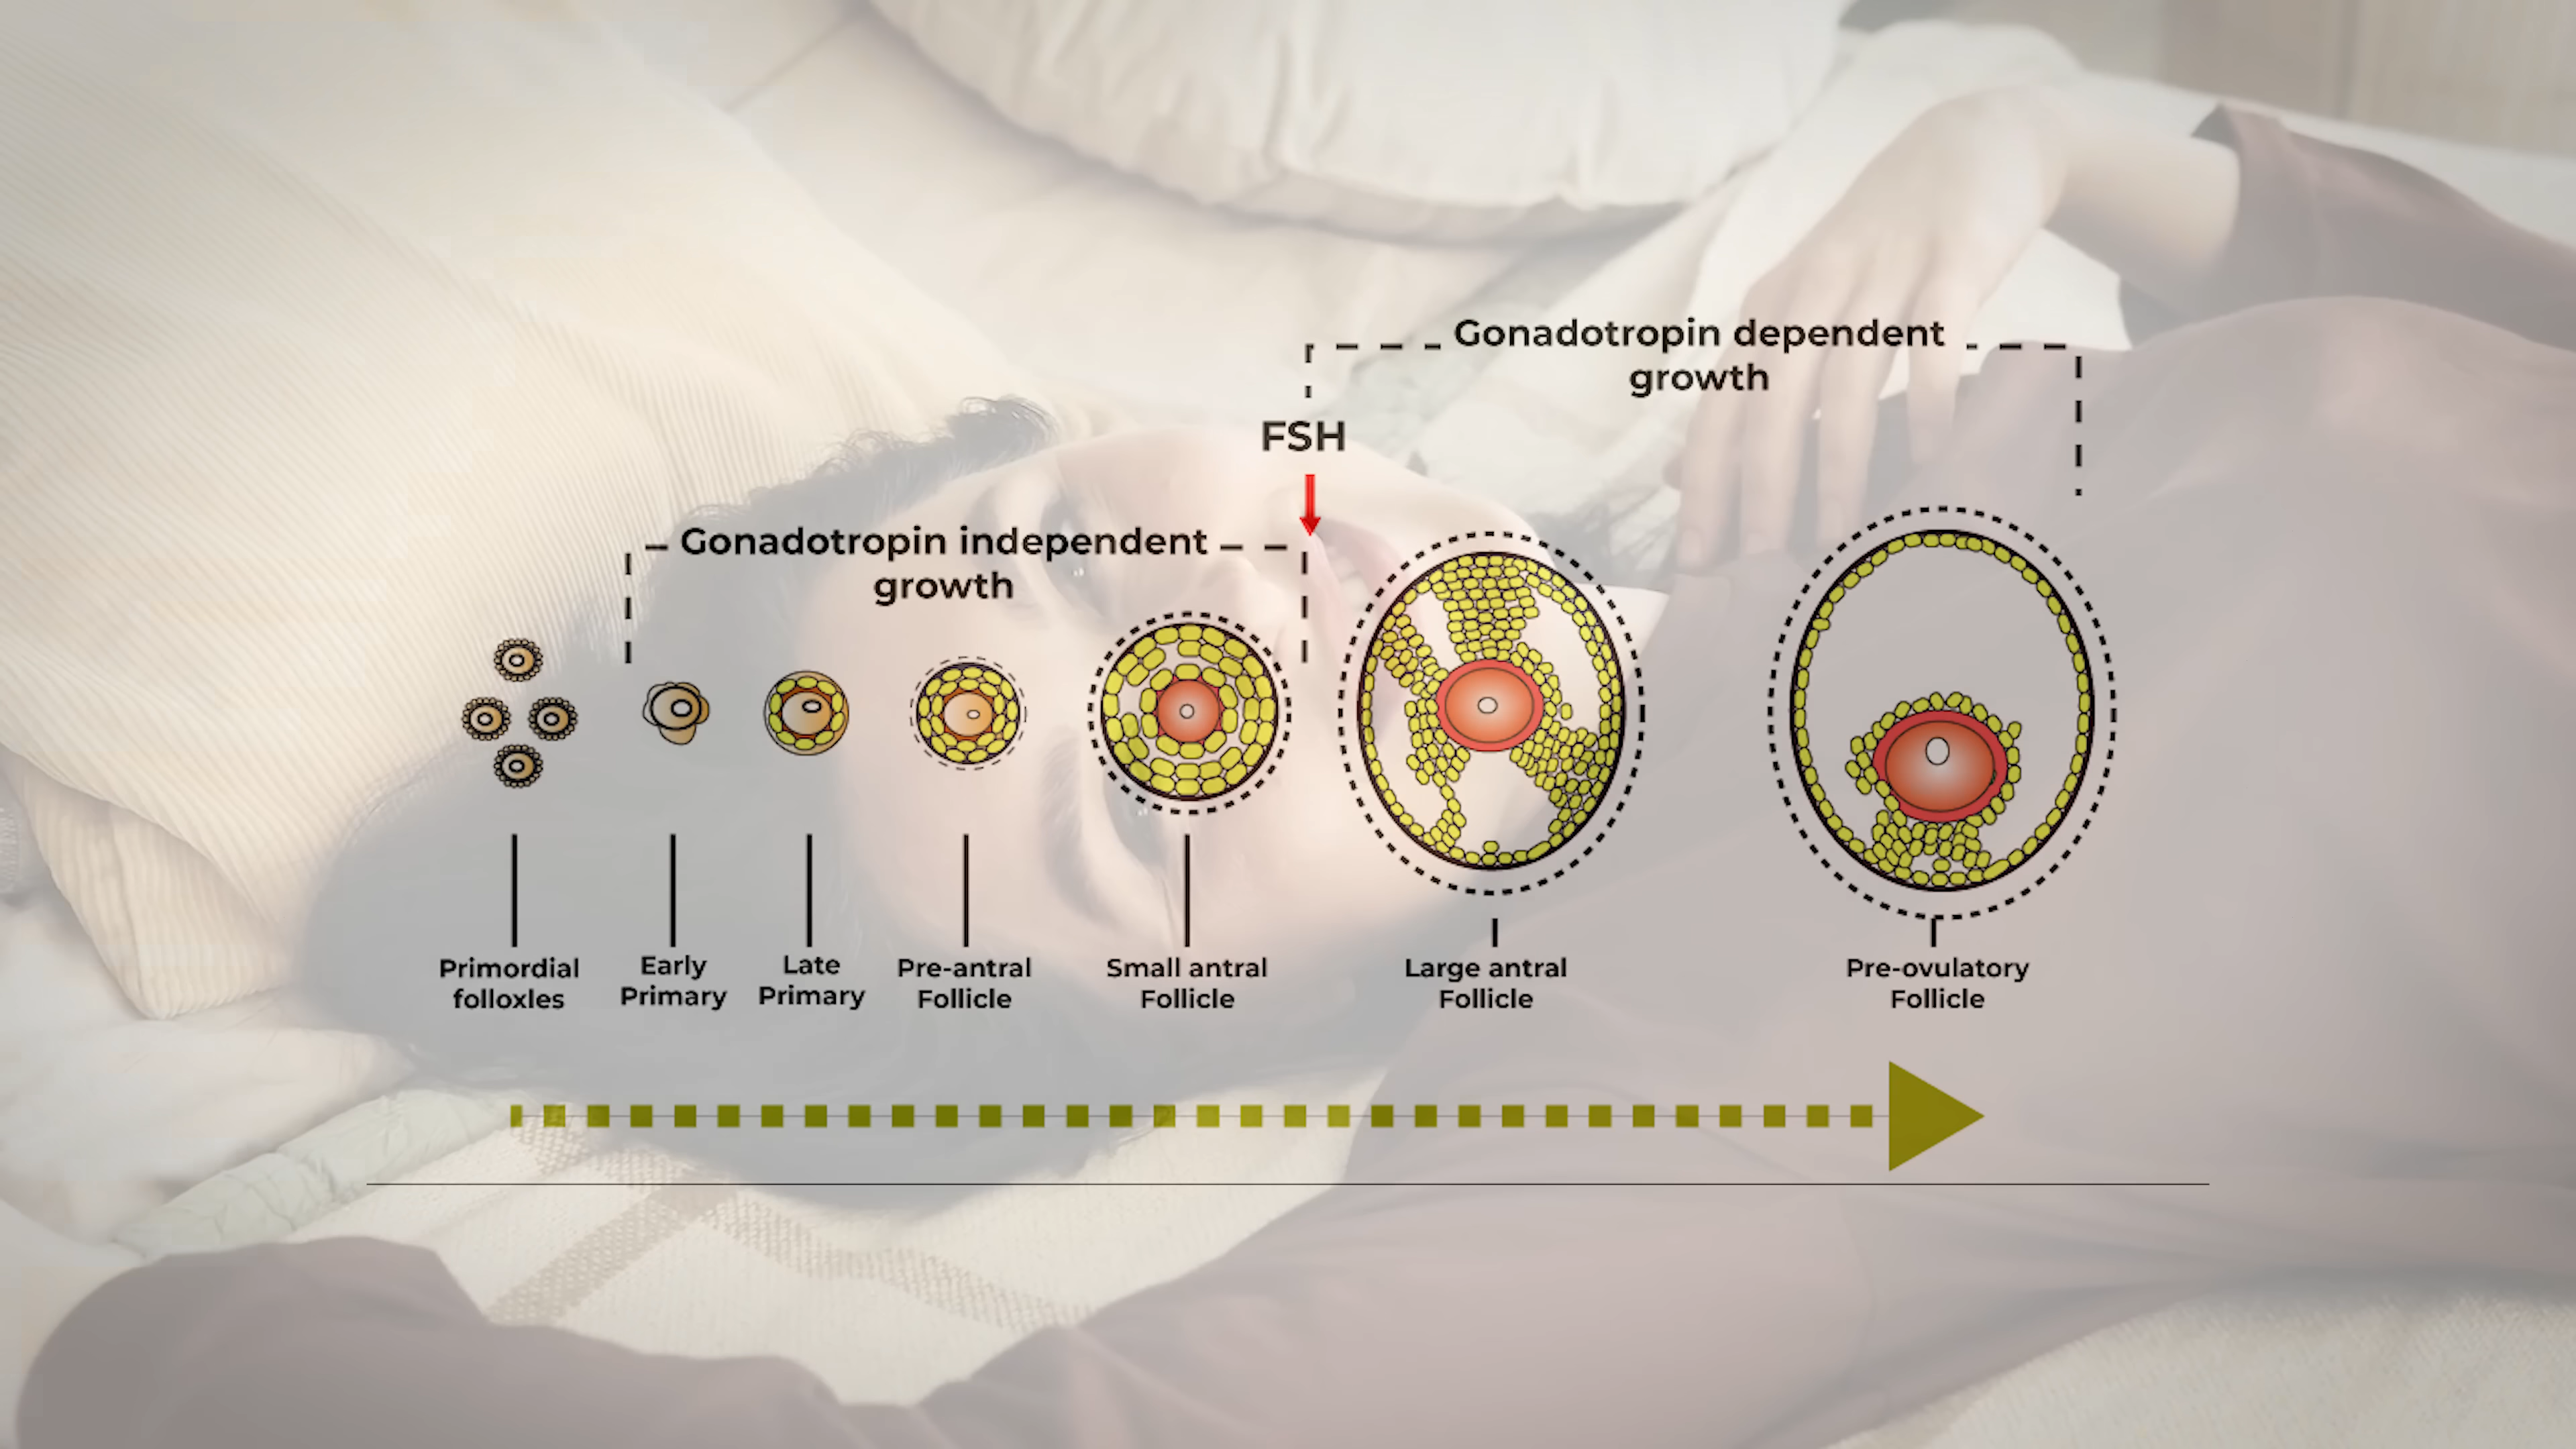 Gonadotropin dependent
growth
FSH
Gonadotropin independent
growth
Primordial
folloxles
Early
Primary
Late
Primary
Pre-antral
Follicle
Small antral
Follicle
Large antral
Follicle
Pre-ovulatory
Follicle